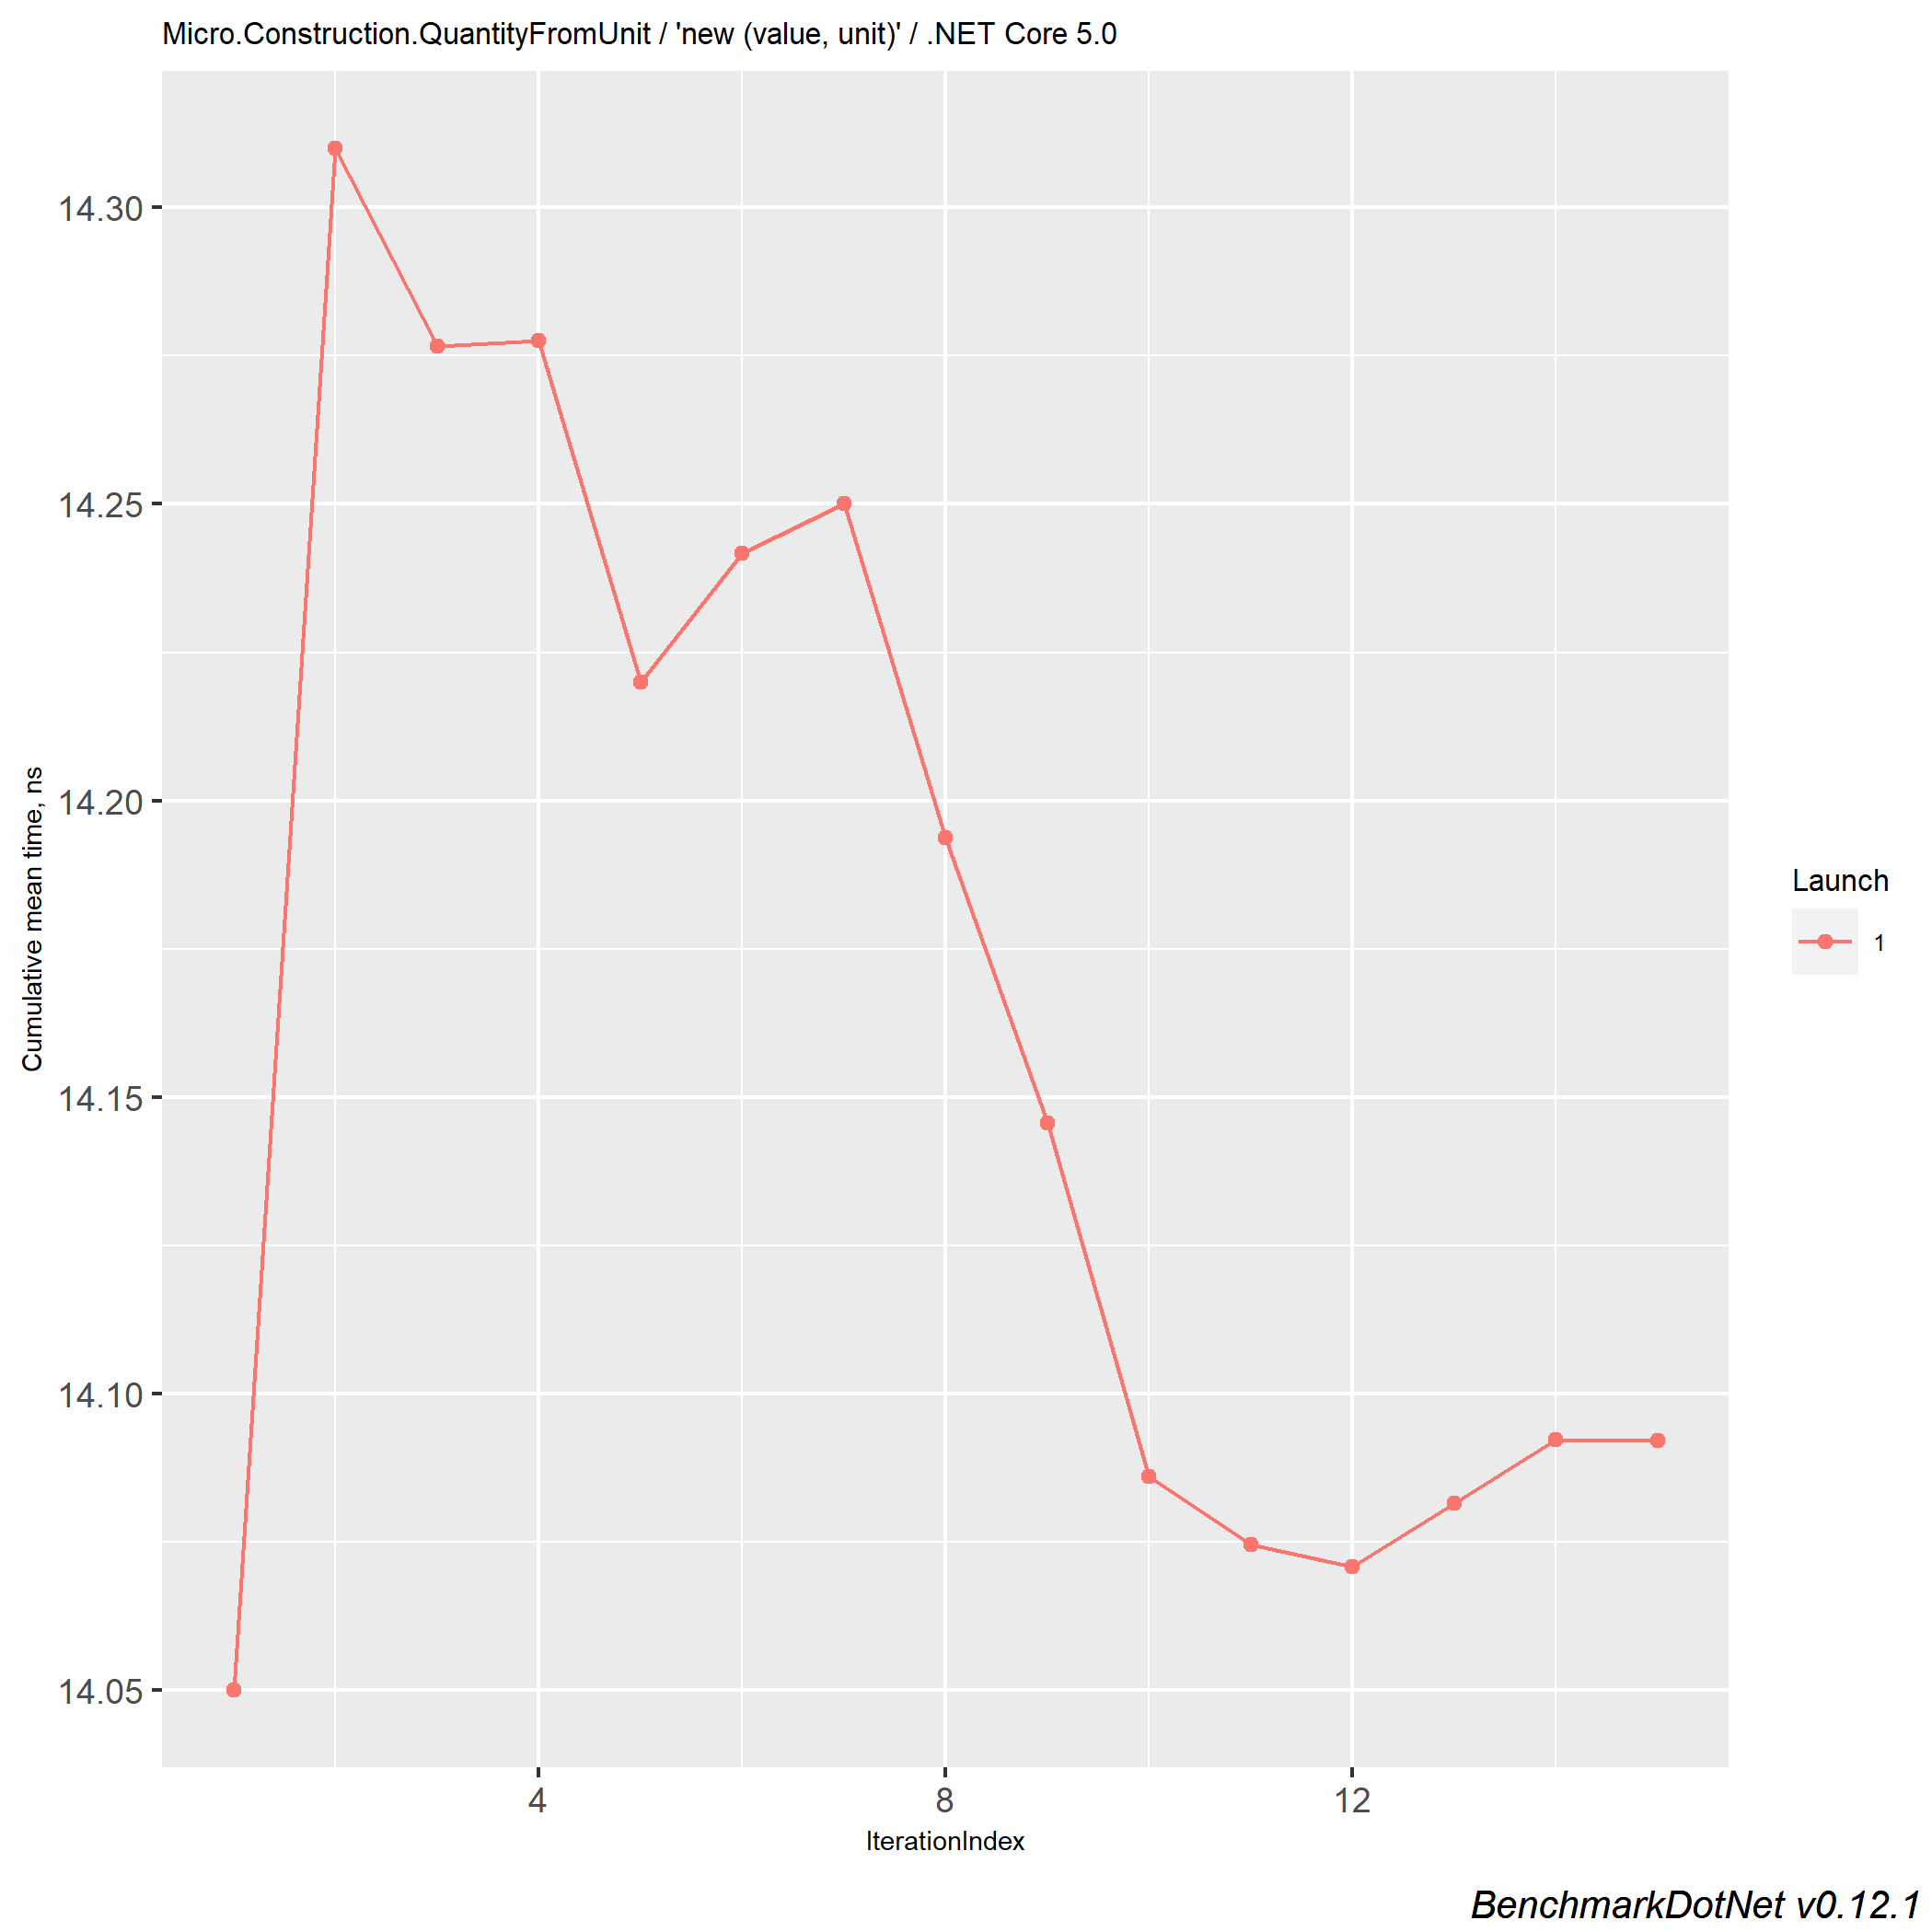 Micro.Construction.QuantityFromUnit / 'new (value, unit)' / .NET Core 5.0
Cumulative mean time, ns
14.30
14.25
14.20
14.15
14.10
14.05
4 8 12
IterationIndex
Launch
1
BenchmarkDotNet v0.12.1